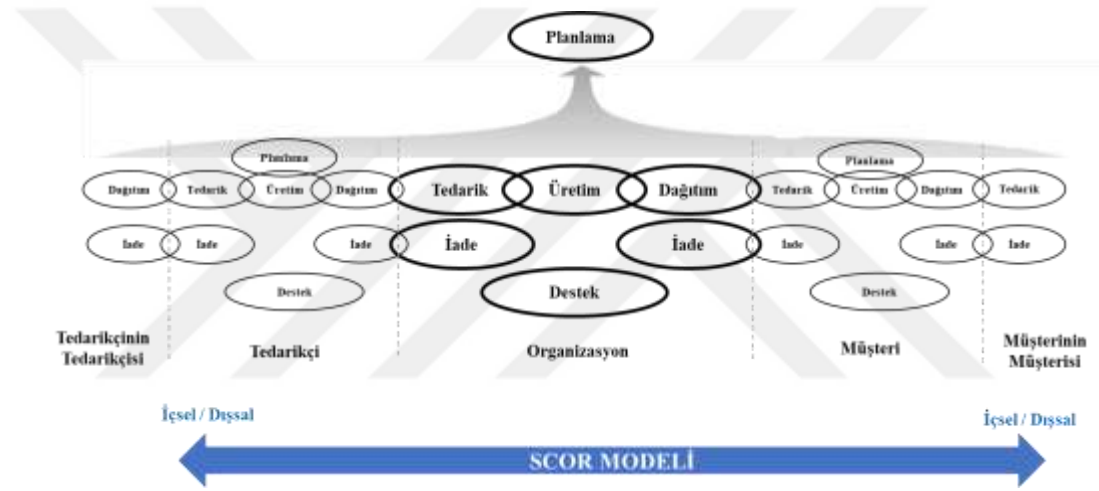 Planlama
Planlama
Planlama
Dağıtım Tedarik Üretim Dağıtım Tedarik Üretim Dağıtım Tedarik Üretim Dağıtım Tedarik
İade İade İade İade İade İade İade İade
Destek Destek Destek
Tedarikçinin
Tedarikçisi
Tedarikçi
Organizasyon
Müşteri
Müşterinin
Müşterisi
İçsel / Dışsal
İçsel / Dışsal
SCOR MODELİ